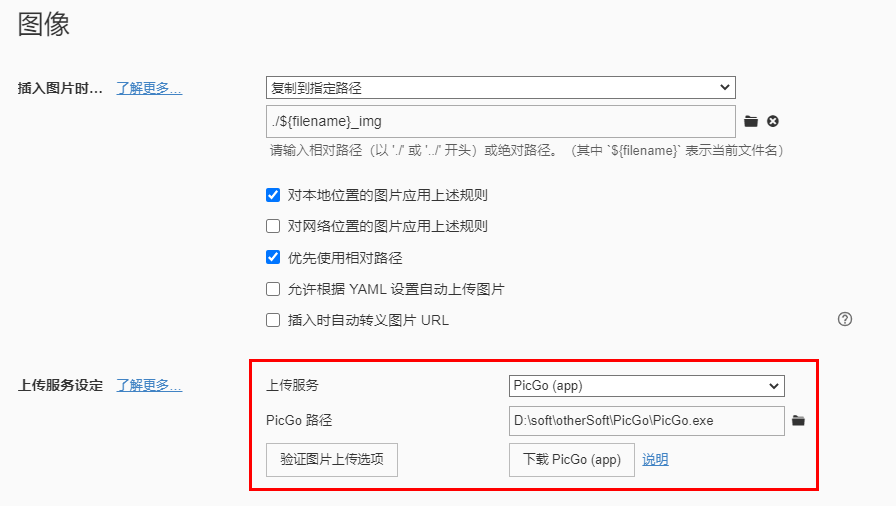 图像
插入图片时... 了解更多... 复制到指定路径
./${filename}_img
请输入相对路径（以 './' 或 '../' 开头）或绝对路径。（其中 `${filename}` 表示当前文件名）
对本地位置的图片应用上述规则
对网络位置的图片应用上述规则
优先使用相对路径
允许根据 YAML 设置自动上传图片
插入时自动转义图片 URL
上传服务设定 了解更多... 上传服务 PicGo (app)
PicGo 路径 D:\soft\otherSoft\PicGo\PicGo.exe
验证图片上传选项 下载 PicGo (app) 说明